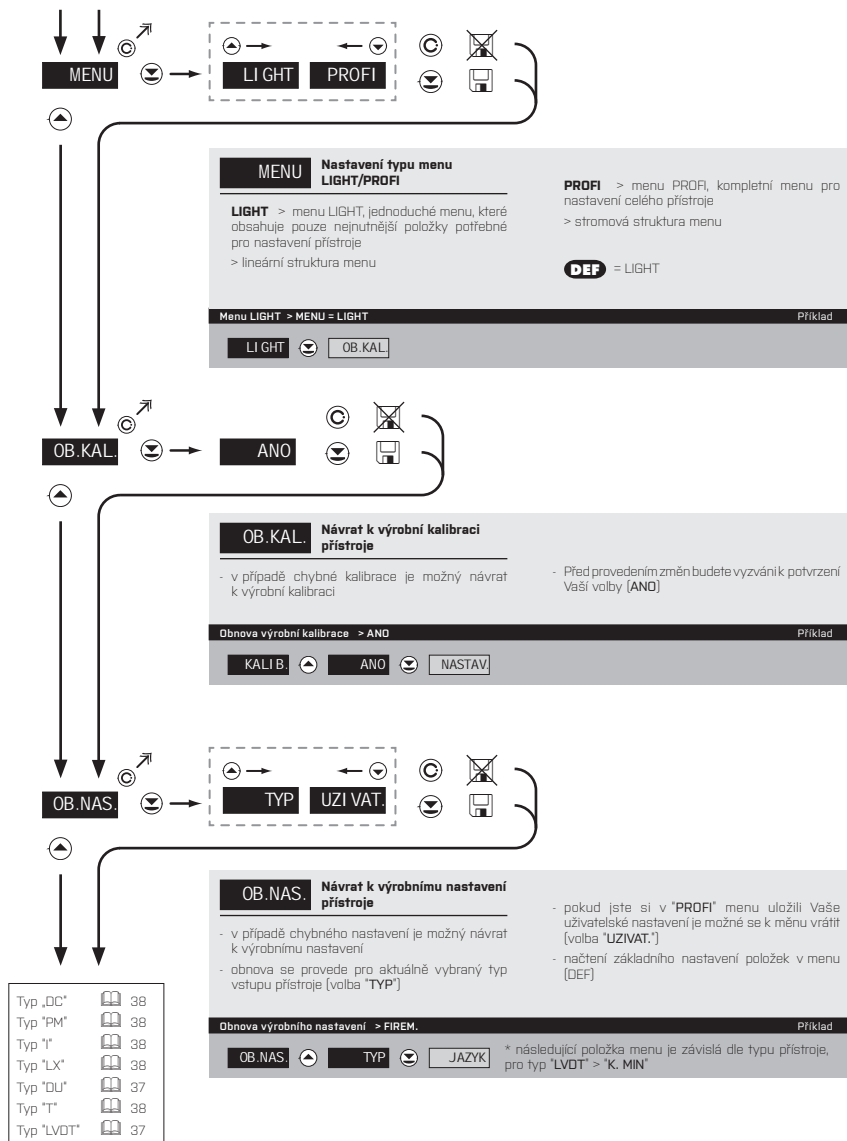 MENU
LIGHT PROFI
MENU
Nastavení typu menu
LIGHT/PROFI
LIGHT > menu LIGHT, jednoduché menu, které
obsahuje pouze nejnutnější položky potřebné
pro nastavení přístroje
> lineární struktura menu
PROFI > menu PROFI, kompletní menu pro
nastavení celého přístroje
> stromová struktura menu
DEF = LIGHT
Menu LIGHT > MENU = LIGHT Příklad
LIGHT OB.KAL.
OB.KAL. ANO
OB.KAL.
Návrat k výrobní kalibraci
přístroje
- v případě chybné kalibrace je možný návrat
k výrobní kalibraci
- Před provedením změn budete vyzváni k potvrzení
Vaší volby (ANO)
Obnova výrobní kalibrace > ANO Příklad
KALIB. ANO NASTAV.
OB.NAS. TYP UZIVAT.
OB.NAS.
Návrat k výrobnímu nastavení
přístroje
- v případě chybného nastavení je možný návrat
k výrobnímu nastavení
- obnova se provede pro aktuálně vybraný typ
vstupu přístroje (volba "TYP")
- pokud jste si v "PROFI" menu uložili Vaše
uživatelské nastavení je možné se k měnu vrátit
(volba "UZIVAT.")
- načtení základního nastavení položek v menu
(DEF)
Obnova výrobního nastavení > FIREM. Příklad
OB.NAS. TYP JAZYK
* následující položka menu je závislá dle typu přístroje,
pro typ "LVDT" > "K. MIN"
Typ „DC" 38
Typ "PM" 38
Typ "I" 38
Typ "LX" 38
Typ "DU" 37
Typ "T" 38
Typ "LVDT" 37